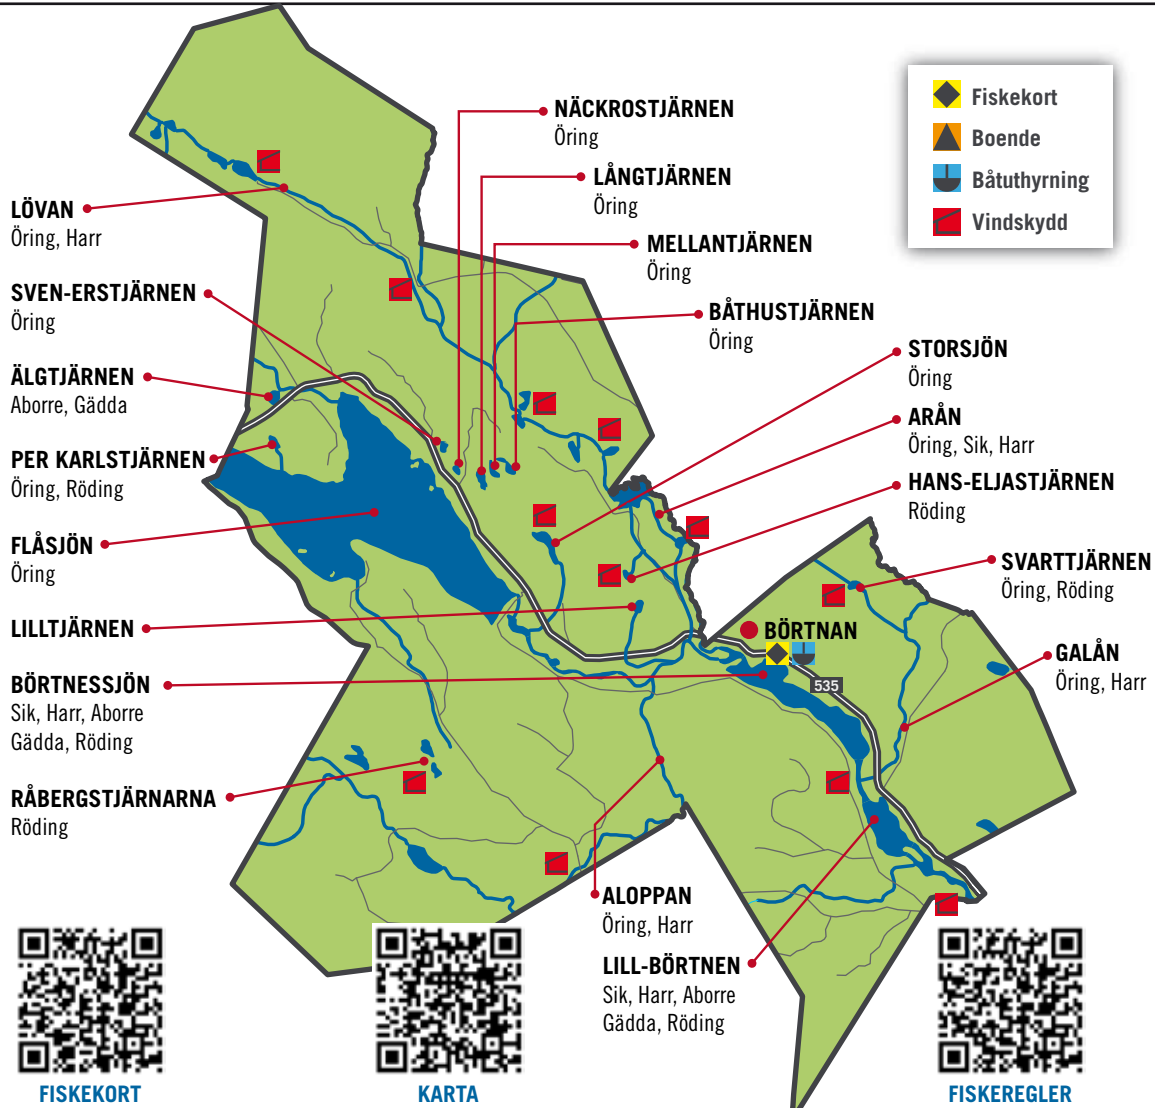 NÄCKROSTJÄRNEN
Öring
LÅNGTJÄRNEN
Öring
MELLANTJÄRNEN
Öring
BÅTHUSTJÄRNEN
Öring
Fiskekort
Boende
Båtuthyrning
Vindskydd
LÖVAN
Öring, Harr
SVEN-ERSTJÄRNEN
Öring
ÄLGTJÄRNEN
Aborre, Gädda
PER KARLSTJÄRNEN
Öring, Röding
FLÅSJÖN
Öring
LILLTJÄRNEN
BÖRTNESSJÖN
Sik, Harr, Aborre
Gädda, Röding
RÅBERGSTJÄRNARNA
Röding
STORSJÖN
Öring
ARÅN
Öring, Sik, Harr
HANS-ELJASTJÄRNEN
Röding
SVARTTJÄRNEN
Öring, Röding
BÖRTNAN
535
GALÅN
Öring, Harr
ALOPPAN
Öring, Harr
LILL-BÖRTNEN
Sik, Harr, Aborre
Gädda, Röding
FISKEKORT
KARTA
FISKEREGLER